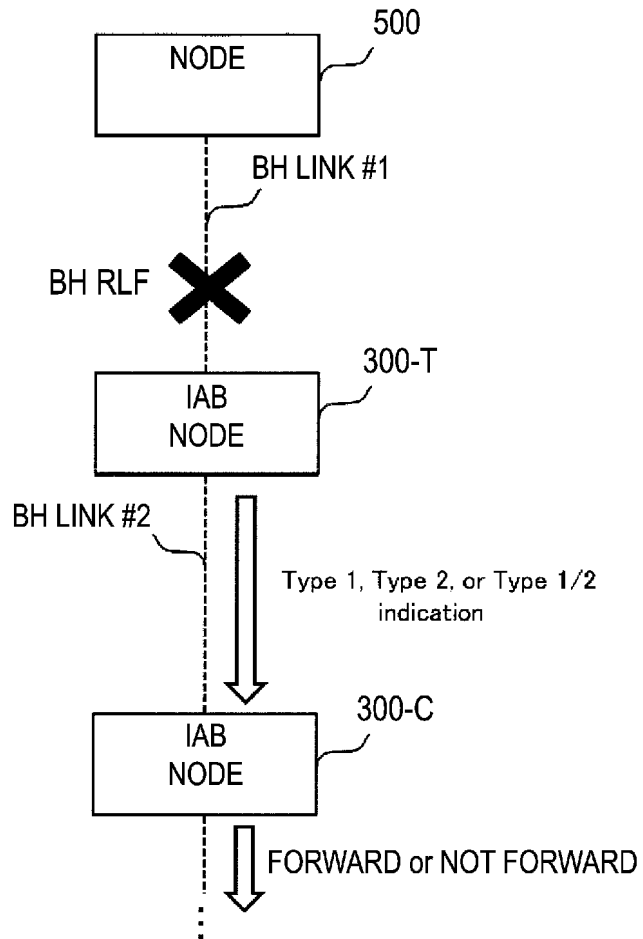 500
NODE
BH LINK #1
BH RLF
300-T
IAB
NODE
BH LINK #2
Type 1, Type 2, or Type 1/2
indication
300-C
IAB
NODE
FORWARD or NOT FORWARD